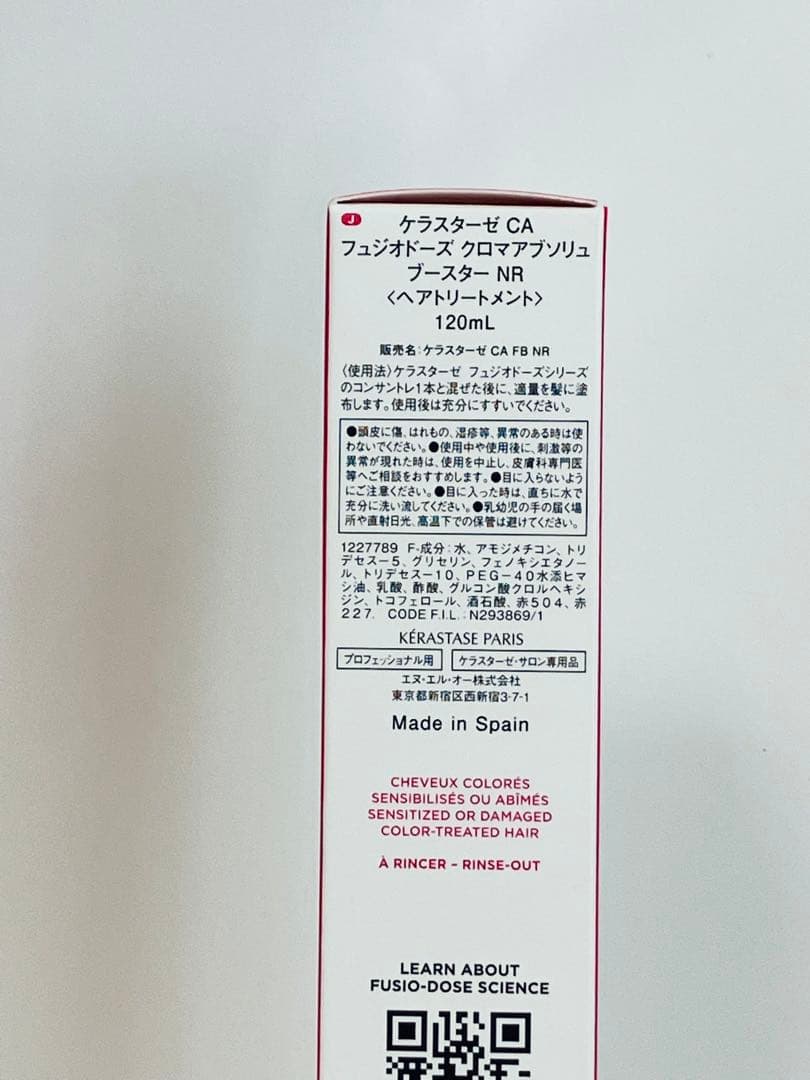 J
ケラスターゼ CA
フュジオドーズ クロマアブソリュ
ブースター NR
〈ヘアトリートメント〉
120mL
販売名:ケラスターゼ CA FB NR
〈使用法〉ケラスターゼ フュジオドーズシリーズ
のコンサントレ1本と混ぜた後に、適量を髪に塗
布します。使用後は充分にすすいでください。
●頭皮に傷、はれもの、湿疹等、異常のある時は使
わないでください。●使用中や使用後に、刺激等の
異常が現れた時は、使用を中止し、皮膚科専門医
等へご相談をおすすめします。●目に入らないよう
にご注意ください。●目に入った時は、直ちに水で
充分に洗い流してください。●乳幼児の手の届く場
所や直射日光、高温下での保管は避けてください。
1227789 F-成分:水、アモジメチコン、トリ
デセス-5、グリセリン、フェノキシエタノー
ル、トリデセス-10、PEG-40水添ヒマ
シ油、乳酸、酢酸、グルコン酸クロルヘキシ
ジン、トコフェロール、酒石酸、赤504、赤
227. CODE F.I.L. : N293869/1
KÉRASTASE PARIS
プロフェッショナル用 ケラスターゼ・サロン専用品
エヌ・エル・オー株式会社
東京都新宿区西新宿3-7-1
Made in Spain
CHEVEUX COLORÉS
SENSIBILISÉS OU ABÎMÉS
SENSITIZED OR DAMAGED
COLOR-TREATED HAIR
À RINCER - RINSE-OUT
LEARN ABOUT
FUSIO-DOSE SCIENCE